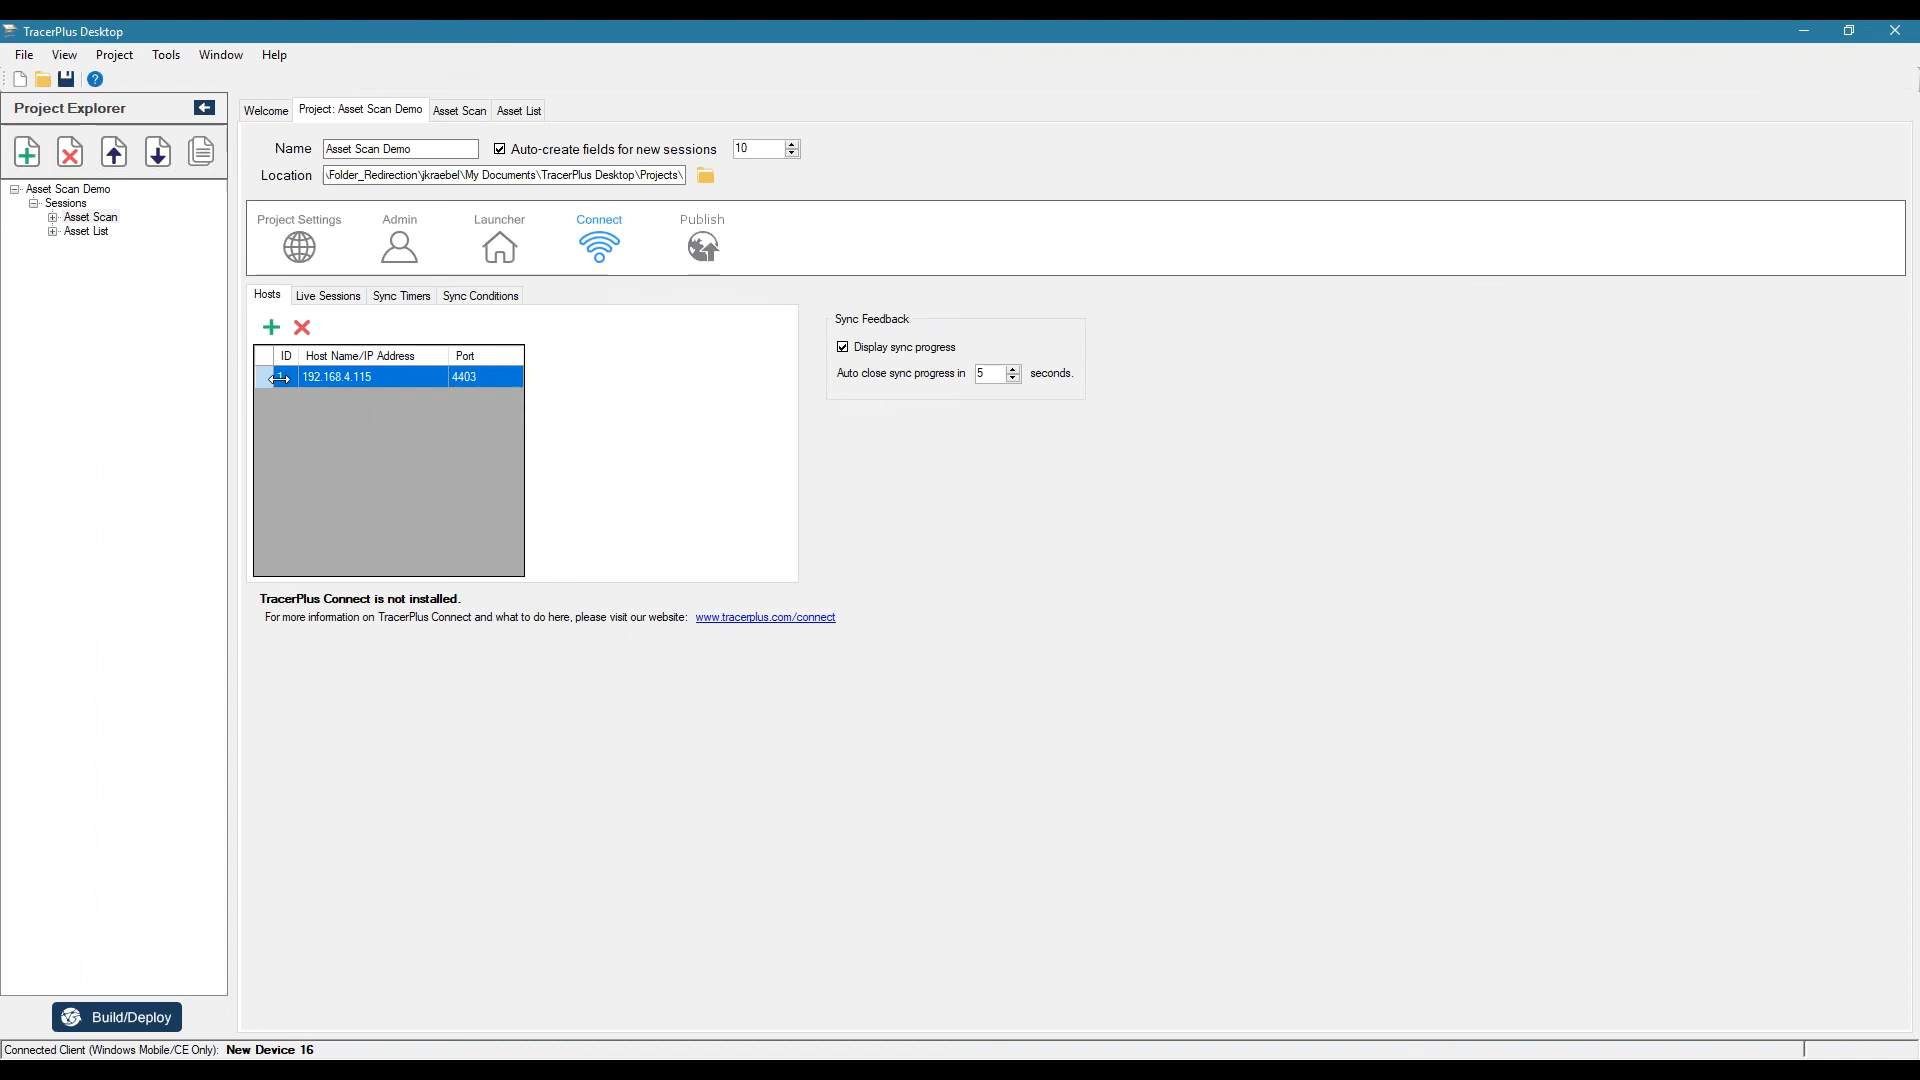 TracerPlus Desktop
File View Project Tools Window Help
Project Explorer
Welcome Project: Asset Scan Demo Asset Scan Asset List
Name Asset Scan Demo Auto-create fields for new sessions 10
Location \Folder_Redirection\jkraebel\My Documents\TracerPlus Desktop\Projects\
Asset Scan Demo
Sessions
Asset Scan
Asset List
Project Settings Admin Launcher Connect Publish
Hosts Live Sessions Sync Timers Sync Conditions
ID Host Name/IP Address Port
192.168.4.115 4403
Sync Feedback
Display sync progress
Auto close sync progress in 5 seconds.
TracerPlus Connect is not installed.
For more information on TracerPlus Connect and what to do here, please visit our website: www.tracerplus.com/connect
Build/Deploy
Connected Client (Windows Mobile/CE Only): New Device 16